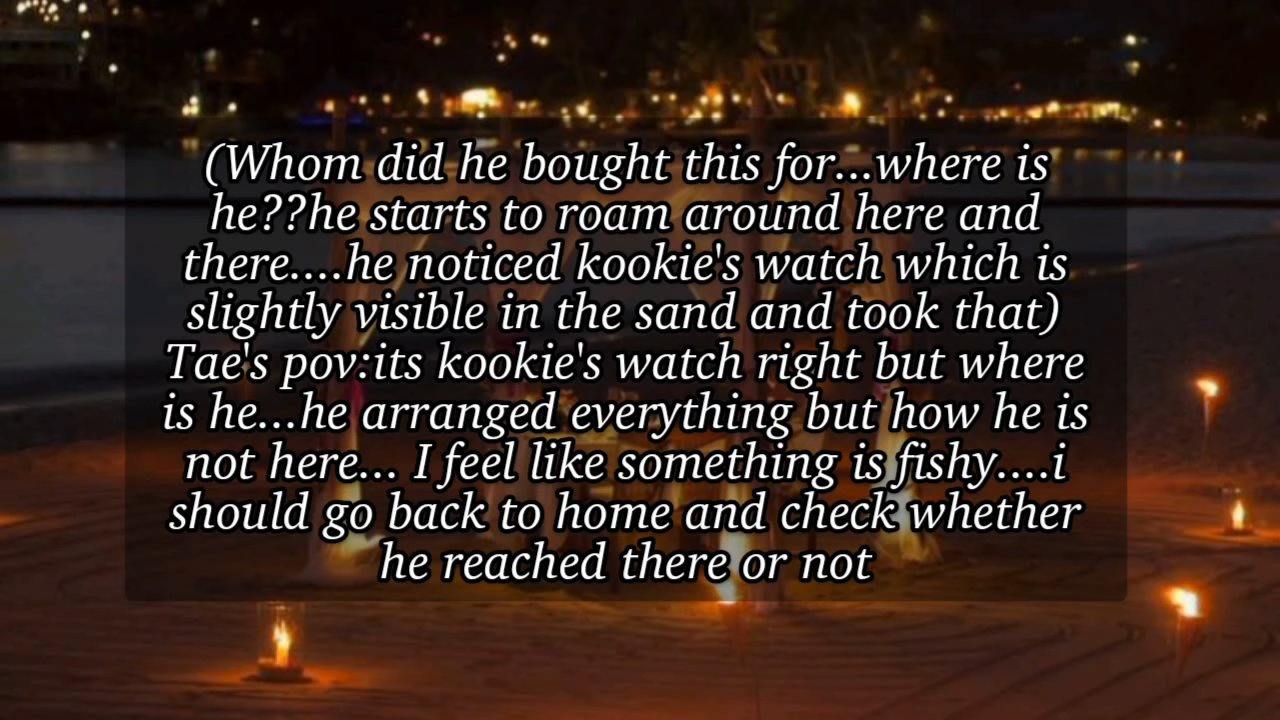 (Whom did he bought this for...where is
he??he starts to roam around here and
there....he noticed kookie's watch which is
slightly visible in the sand and took that)
Tae's pov:its kookie's watch right but where
is he...he arranged everything but how he is
not here... I feel like something is fishy....i
should go back to home and check whether
he reached there or not